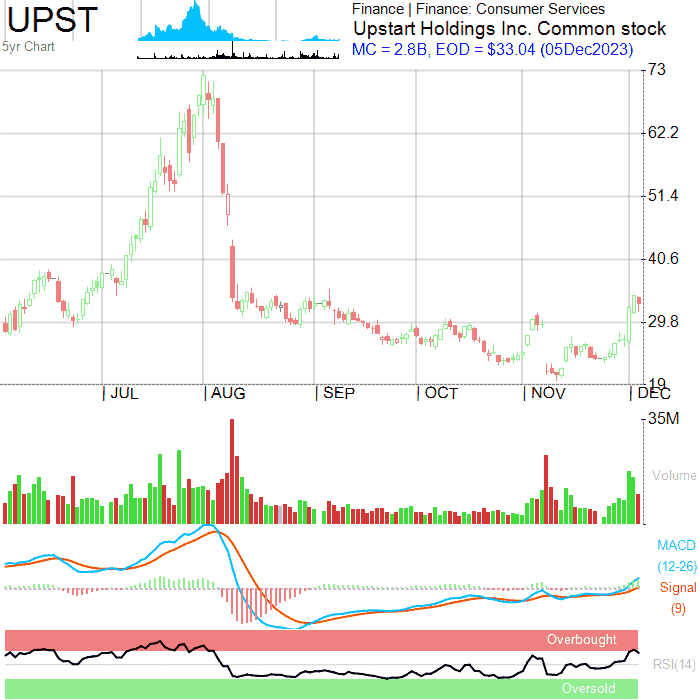 UPST
5yr Chart
Finance | Finance: Consumer Services
Upstart Holdings Inc. Common stock
MC = 2.8B, EOD = $33.04 (05Dec2023)
73
62.2
51.4
40.6
29.8
19
| JUL | AUG | SEP | OCT | NOV | DEC
35M
Volume
MACD
(12-26)
Signal
(9)
Overbought
RSI(14)
Oversold